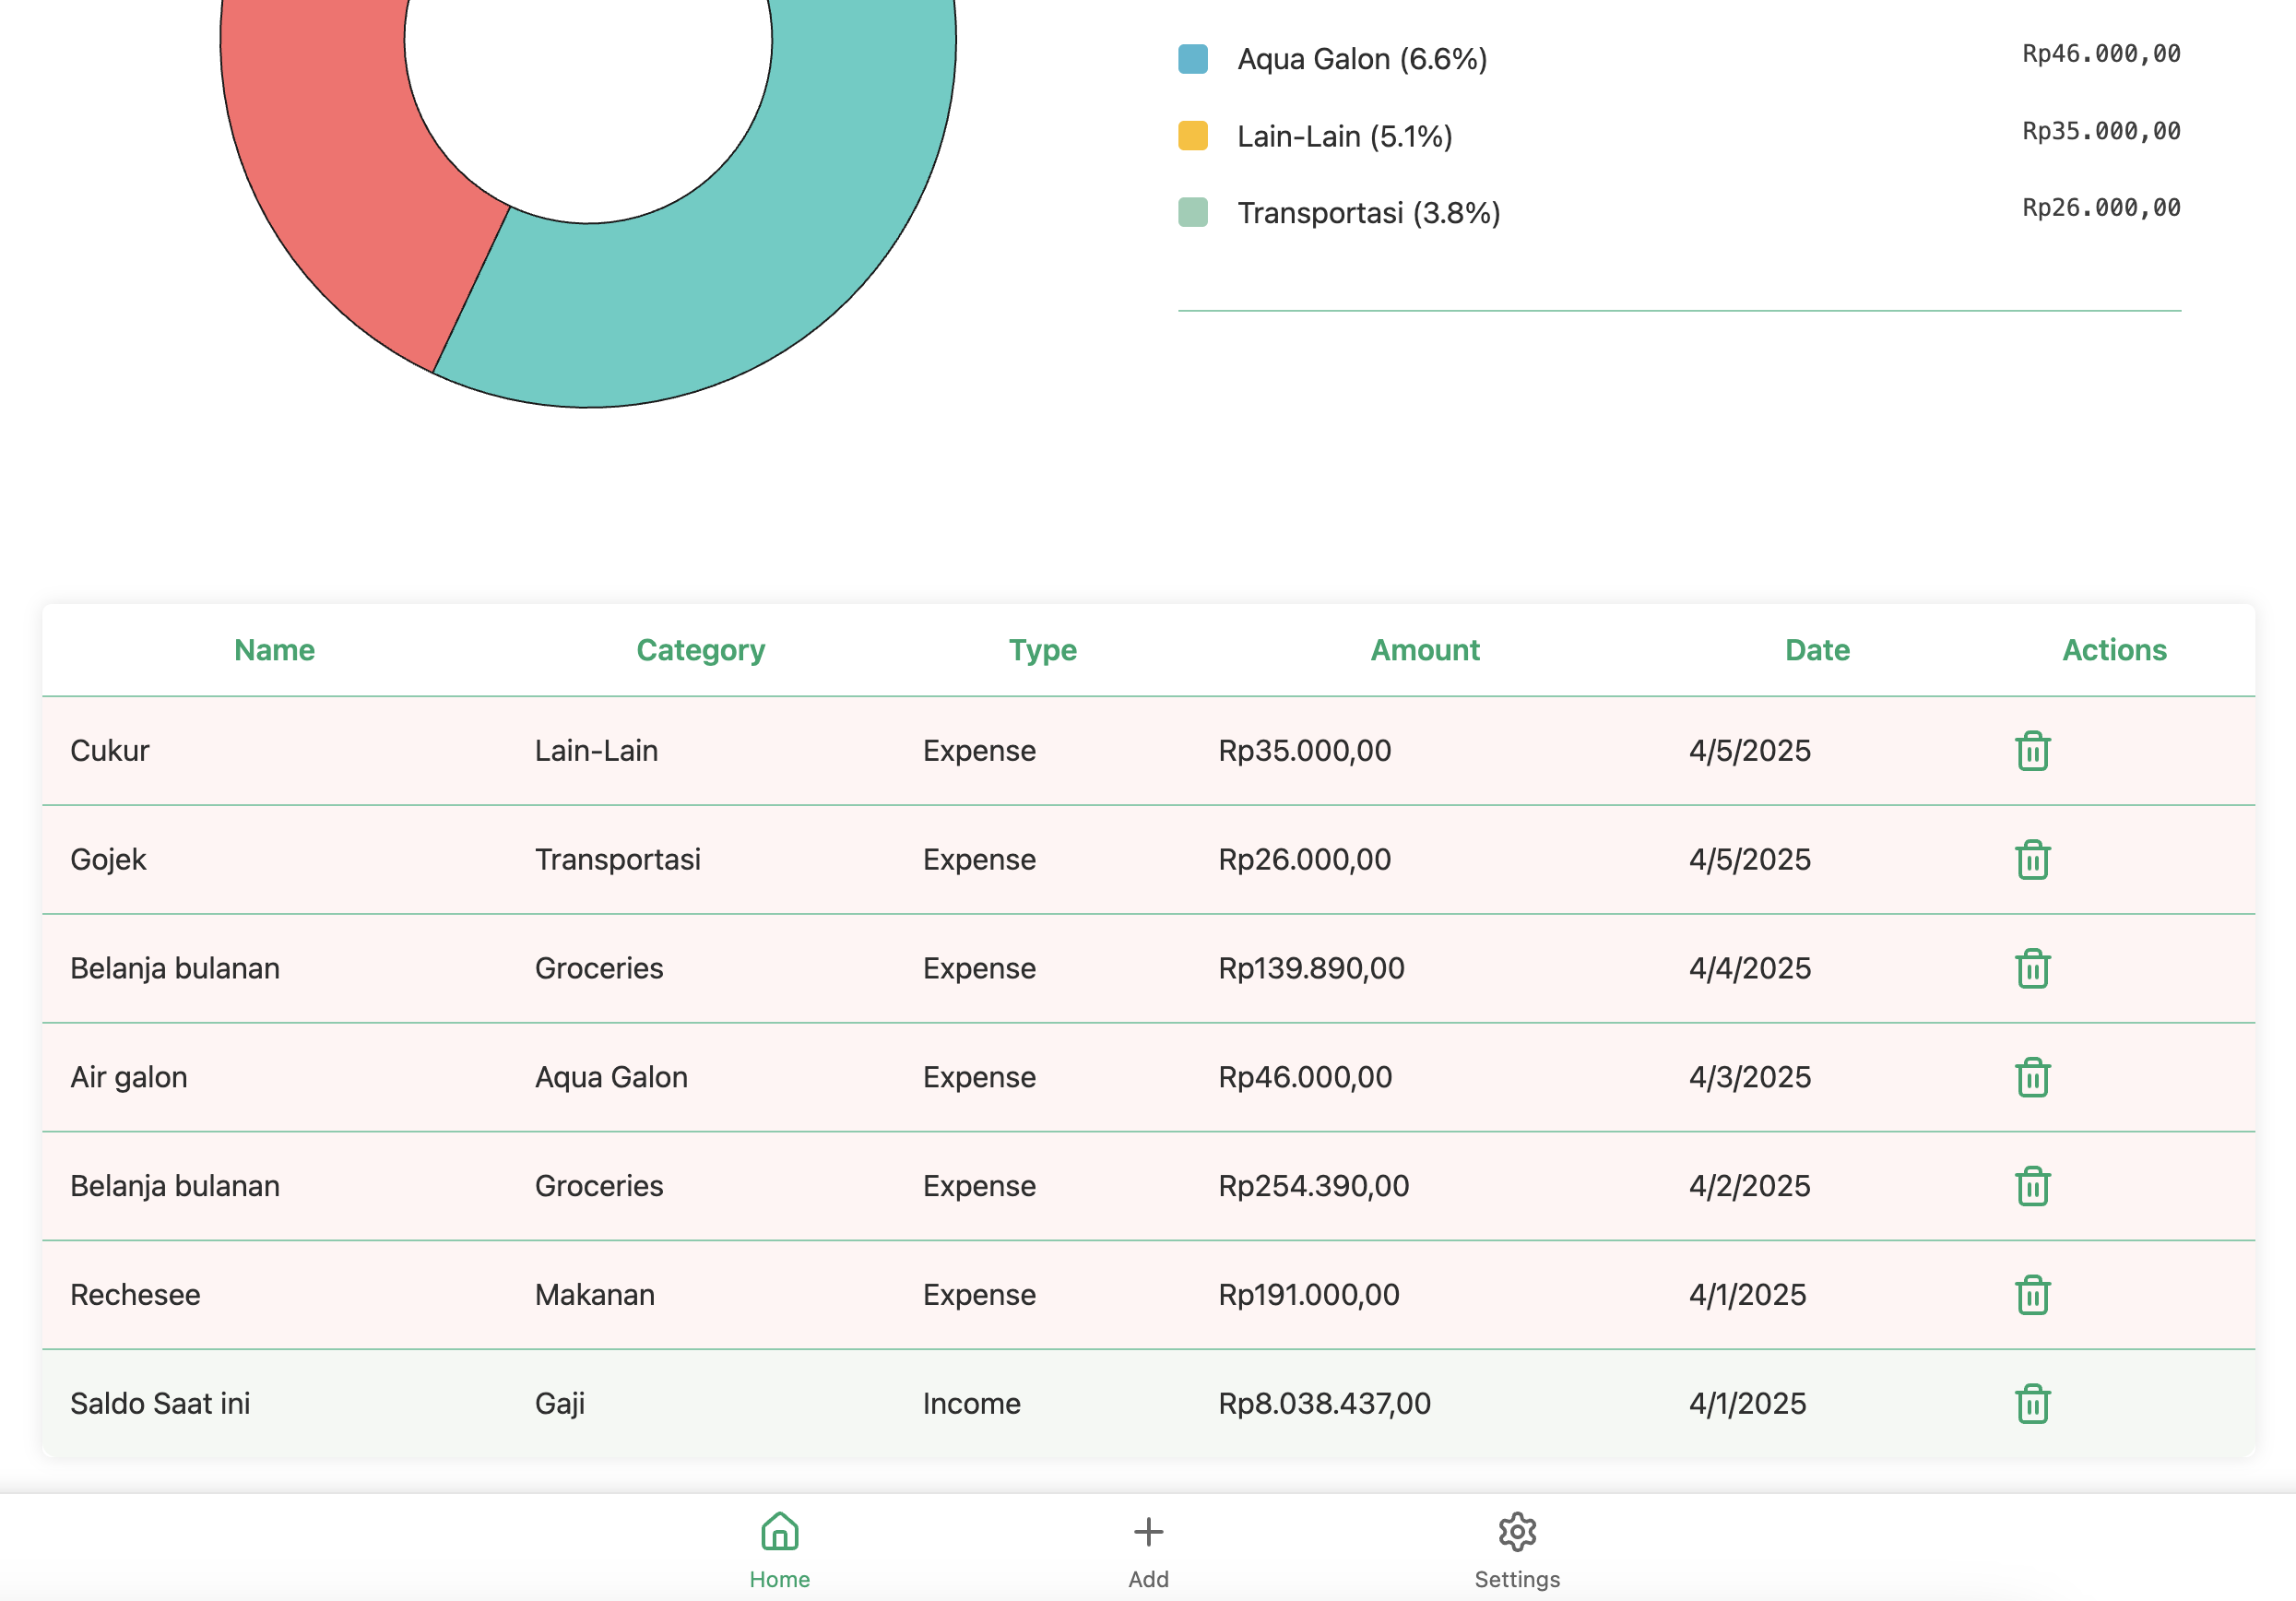 Aqua Galon (6.6%) Rp46.000,00
Lain-Lain (5.1%) Rp35.000,00
Transportasi (3.8%) Rp26.000,00
Name Category Type Amount Date Actions
Cukur Lain-Lain Expense Rp35.000,00 4/5/2025
Gojek Transportasi Expense Rp26.000,00 4/5/2025
Belanja bulanan Groceries Expense Rp139.890,00 4/4/2025
Air galon Aqua Galon Expense Rp46.000,00 4/3/2025
Belanja bulanan Groceries Expense Rp254.390,00 4/2/2025
Rechesee Makanan Expense Rp191.000,00 4/1/2025
Saldo Saat ini Gaji Income Rp8.038.437,00 4/1/2025
Home Add Settings